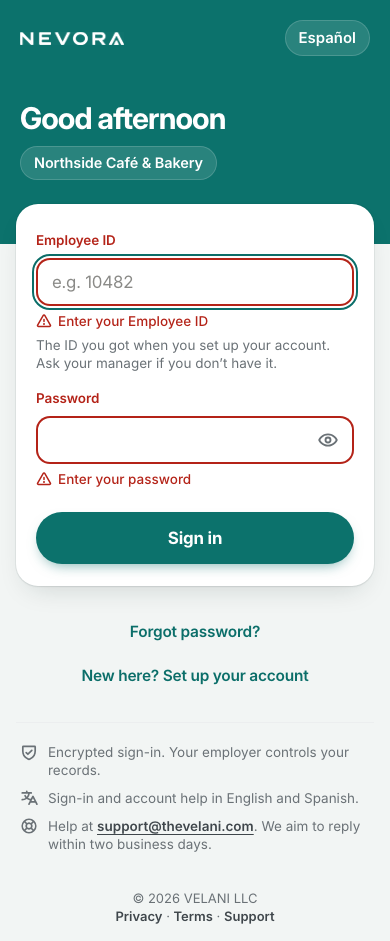 NEVORA
Español
Good afternoon
Northside Café & Bakery
Employee ID
e.g. 10482
Enter your Employee ID
The ID you got when you set up your account.
Ask your manager if you don’t have it.
Password
Enter your password
Sign in
Forgot password?
New here? Set up your account
Encrypted sign-in. Your employer controls your
records.
Sign-in and account help in English and Spanish.
Help at support@thevelani.com. We aim to reply
within two business days.
© 2026 VELANI LLC
Privacy · Terms · Support